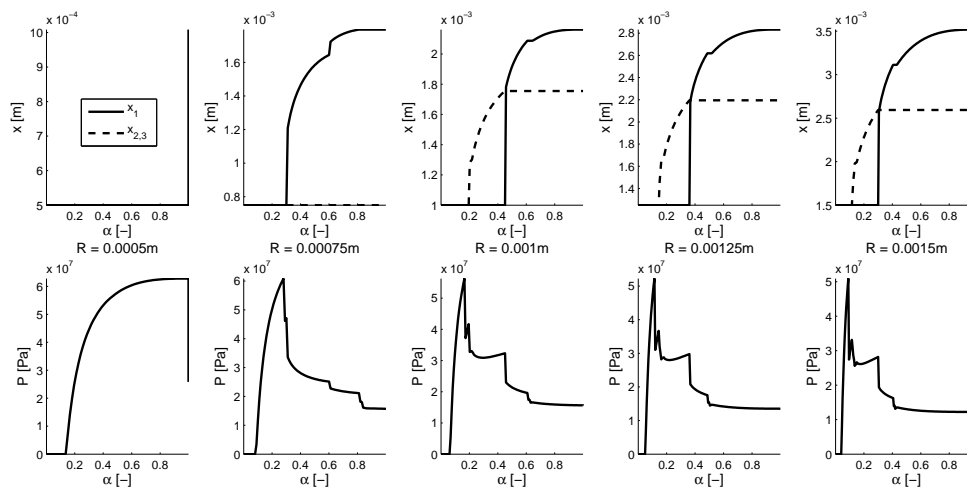 x 10⁻⁴ x 10⁻³ x 10⁻³ x 10⁻³ x 10⁻³
10 9 8 7 6 5 x [m] 0.2 0.4 0.6 0.8 α [–]
x₁
x₂,₃
1.6 1.4 1.2 1 0.8 x [m] 0.2 0.4 0.6 0.8 α [–]
2 1.8 1.6 1.4 1.2 1 x [m] 0.2 0.4 0.6 0.8 α [–]
2.8 2.6 2.4 2.2 2 1.8 1.6 1.4 x [m] 0.2 0.4 0.6 0.8 α [–]
3.5 3 2.5 2 1.5 x [m] 0.2 0.4 0.6 0.8 α [–]
R = 0.0005m R = 0.00075m R = 0.001m R = 0.00125m R = 0.0015m
x 10⁷ x 10⁷ x 10⁷ x 10⁷ x 10⁷
6 5 4 3 2 1 0 P [Pa] 0.2 0.4 0.6 0.8 α [–]
6 5 4 3 2 1 0 P [Pa] 0.2 0.4 0.6 0.8 α [–]
5 4 3 2 1 0 P [Pa] 0.2 0.4 0.6 0.8 α [–]
5 4 3 2 1 0 P [Pa] 0.2 0.4 0.6 0.8 α [–]
5 4 3 2 1 0 P [Pa] 0.2 0.4 0.6 0.8 α [–]